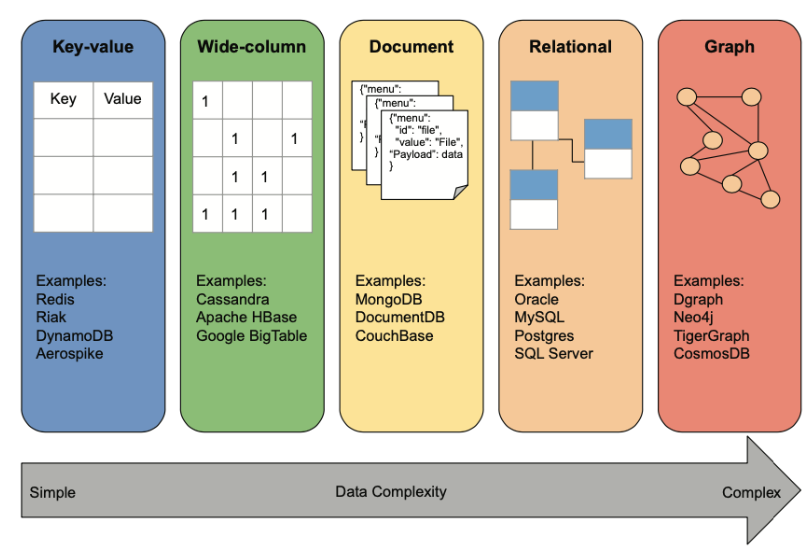 Key-value
Key Value
Examples:
Redis
Riak
DynamoDB
Aerospike
Wide-column
1
1 1
1 1
1 1 1
Examples:
Cassandra
Apache HBase
Google BigTable
Document
{"menu":
"F
}
{"menu":
"F
}
{"menu":
"id": "file",
"value": "File",
"Payload": data
}
Examples:
MongoDB
DocumentDB
CouchBase
Relational
Examples:
Oracle
MySQL
Postgres
SQL Server
Graph
Examples:
Dgraph
Neo4j
TigerGraph
CosmosDB
Simple Data Complexity Complex